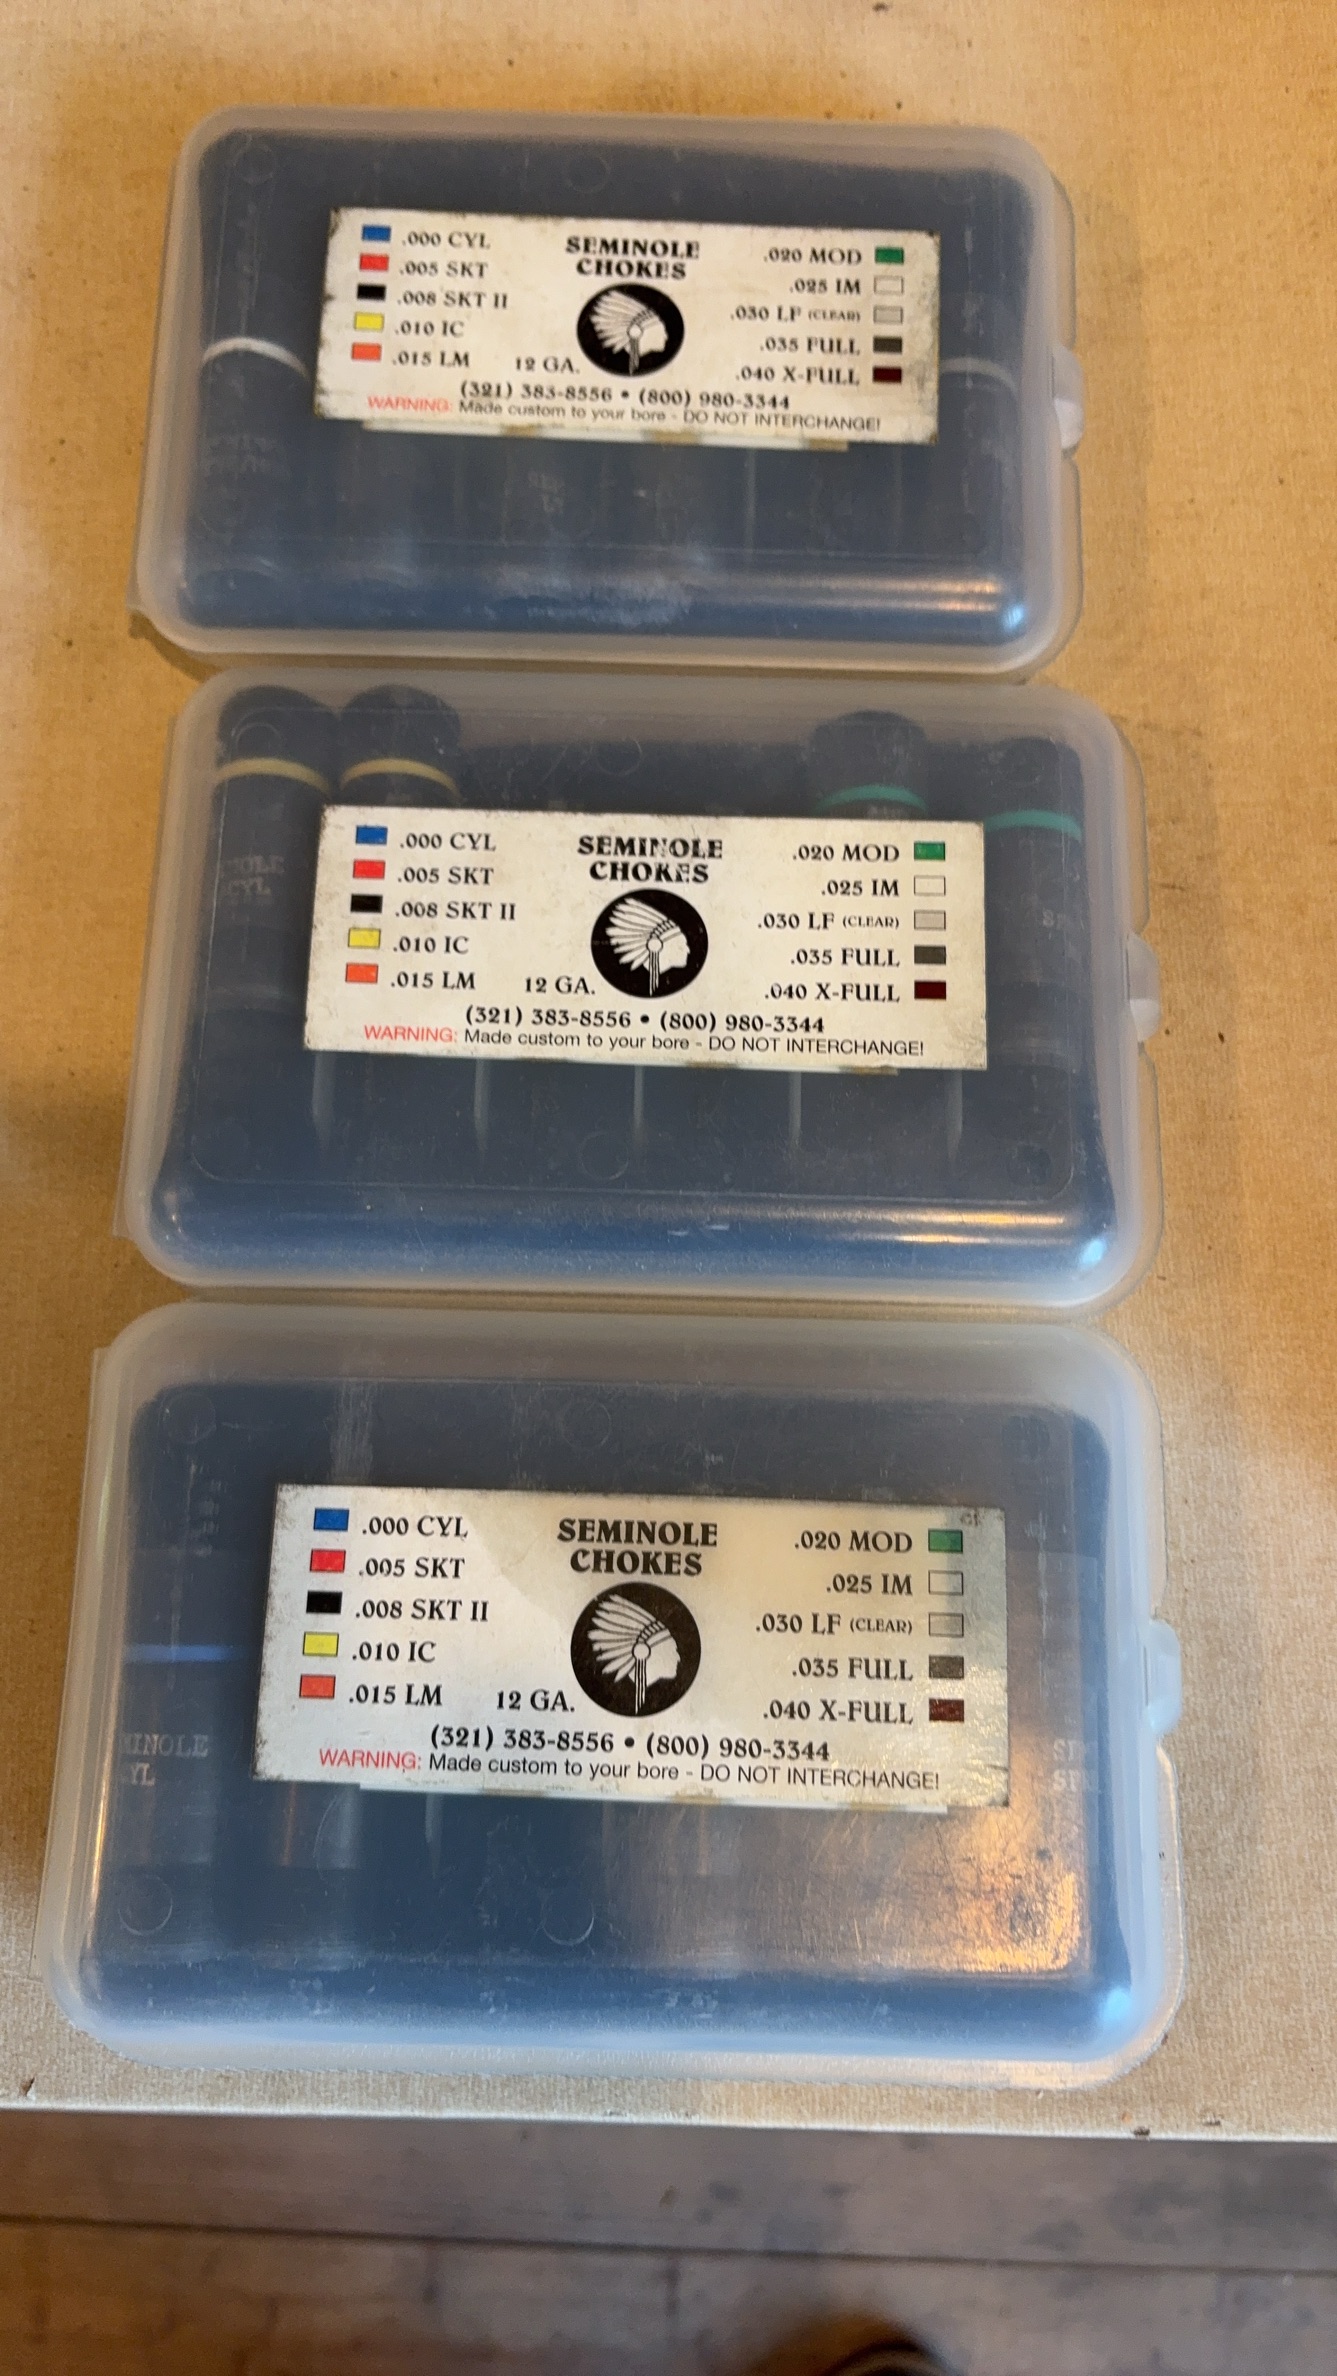 .000 CYL
.005 SKT
.008 SKT II
.010 IC
.015 LM
SEMINOLE
CHOKES
12 GA.
.020 MOD
.025 IM
.030 LF (CLEAR)
.035 FULL
.040 X-FULL
(321) 383-8556 • (800) 980-3344
WARNING: Made custom to your bore - DO NOT INTERCHANGE!
.000 CYL
.005 SKT
.008 SKT II
.010 IC
.015 LM
SEMINOLE
CHOKES
12 GA.
.020 MOD
.025 IM
.030 LF (CLEAR)
.035 FULL
.040 X-FULL
(321) 383-8556 • (800) 980-3344
WARNING: Made custom to your bore - DO NOT INTERCHANGE!
CYL
.000 CYL
.005 SKT
.008 SKT II
.010 IC
.015 LM
SEMINOLE
CHOKES
12 GA.
.020 MOD
.025 IM
.030 LF (CLEAR)
.035 FULL
.040 X-FULL
(321) 383-8556 • (800) 980-3344
WARNING: Made custom to your bore - DO NOT INTERCHANGE!
MINOLE
YL